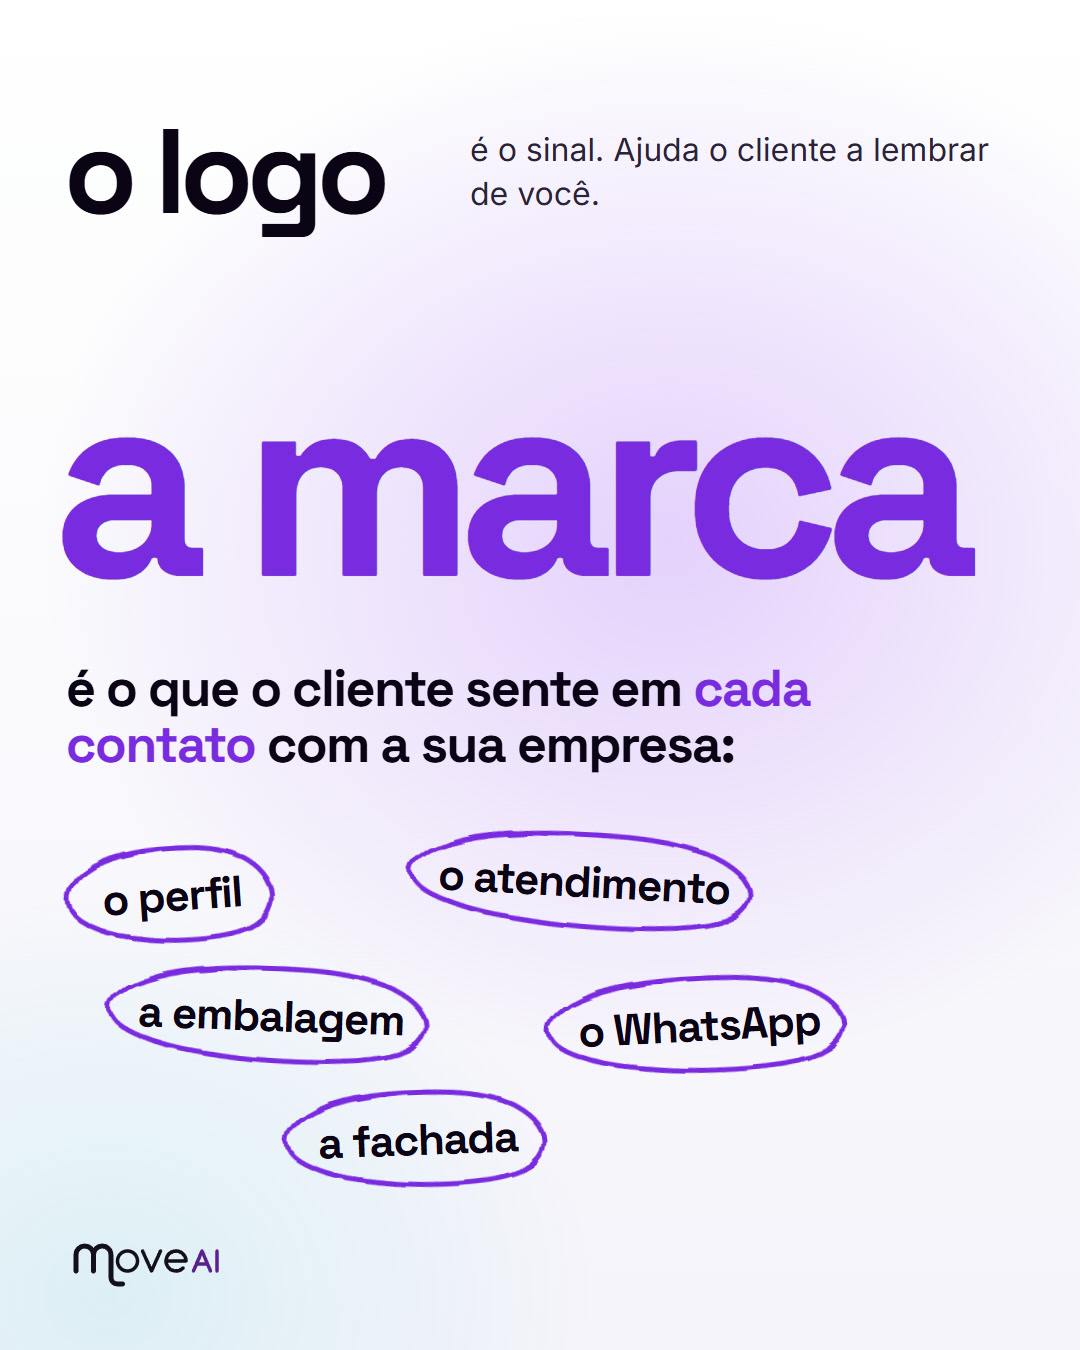 o logo
é o sinal. Ajuda o cliente a lembrar
de você.
a marca
é o que o cliente sente em cada
contato com a sua empresa:
o perfil
o atendimento
a embalagem
o WhatsApp
a fachada
moveAI